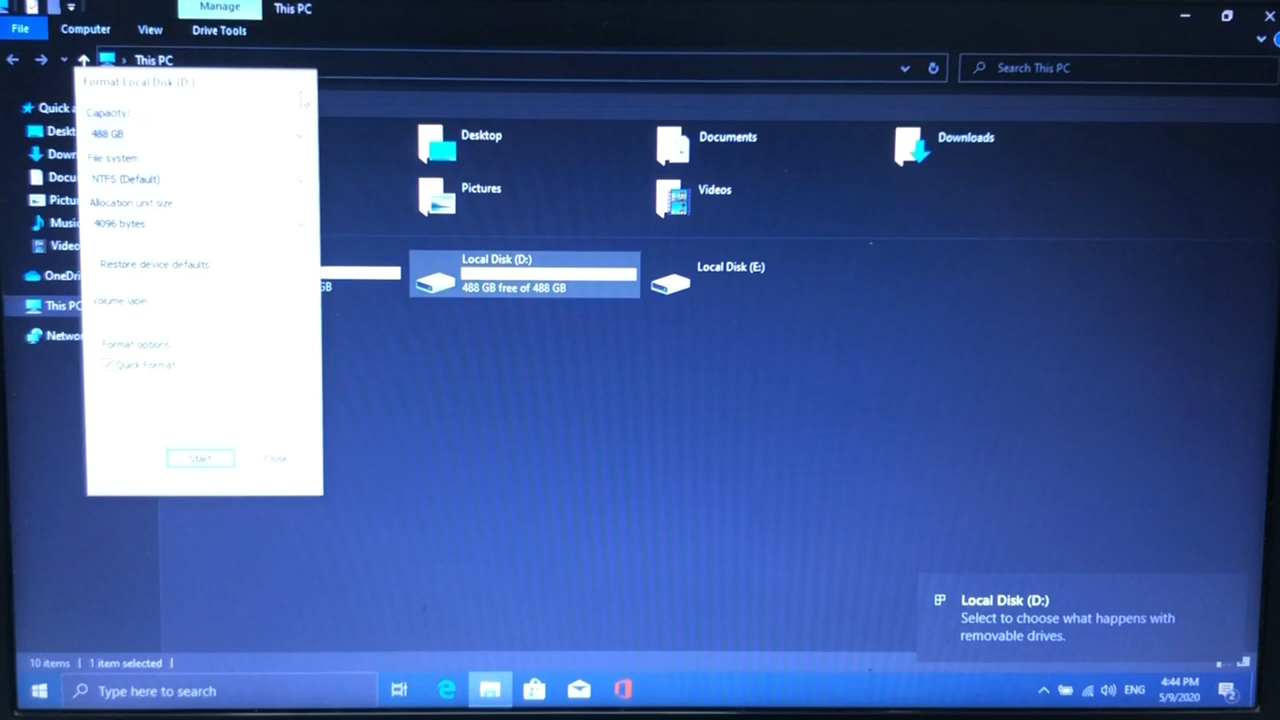 Manage
This PC
File
Computer
View
Drive Tools
This PC
Search This PC
Format Local Disk (D:)
Capacity:
488 GB
File system
NTFS (Default)
Allocation unit size
4096 bytes
Restore device defaults
Volume label
Format options
Quick Format
Start
Close
Quick a
Deskt
Down
Docu
Pictu
Music
Video
OneDri
This PC
Netwo
Desktop
Documents
Downloads
Pictures
Videos
GB
Local Disk (D:)
488 GB free of 488 GB
Local Disk (E:)
Local Disk (D:)
Select to choose what happens with
removable drives.
10 items
1 item selected
Type here to search
ENG
4:44 PM
5/9/2020
2